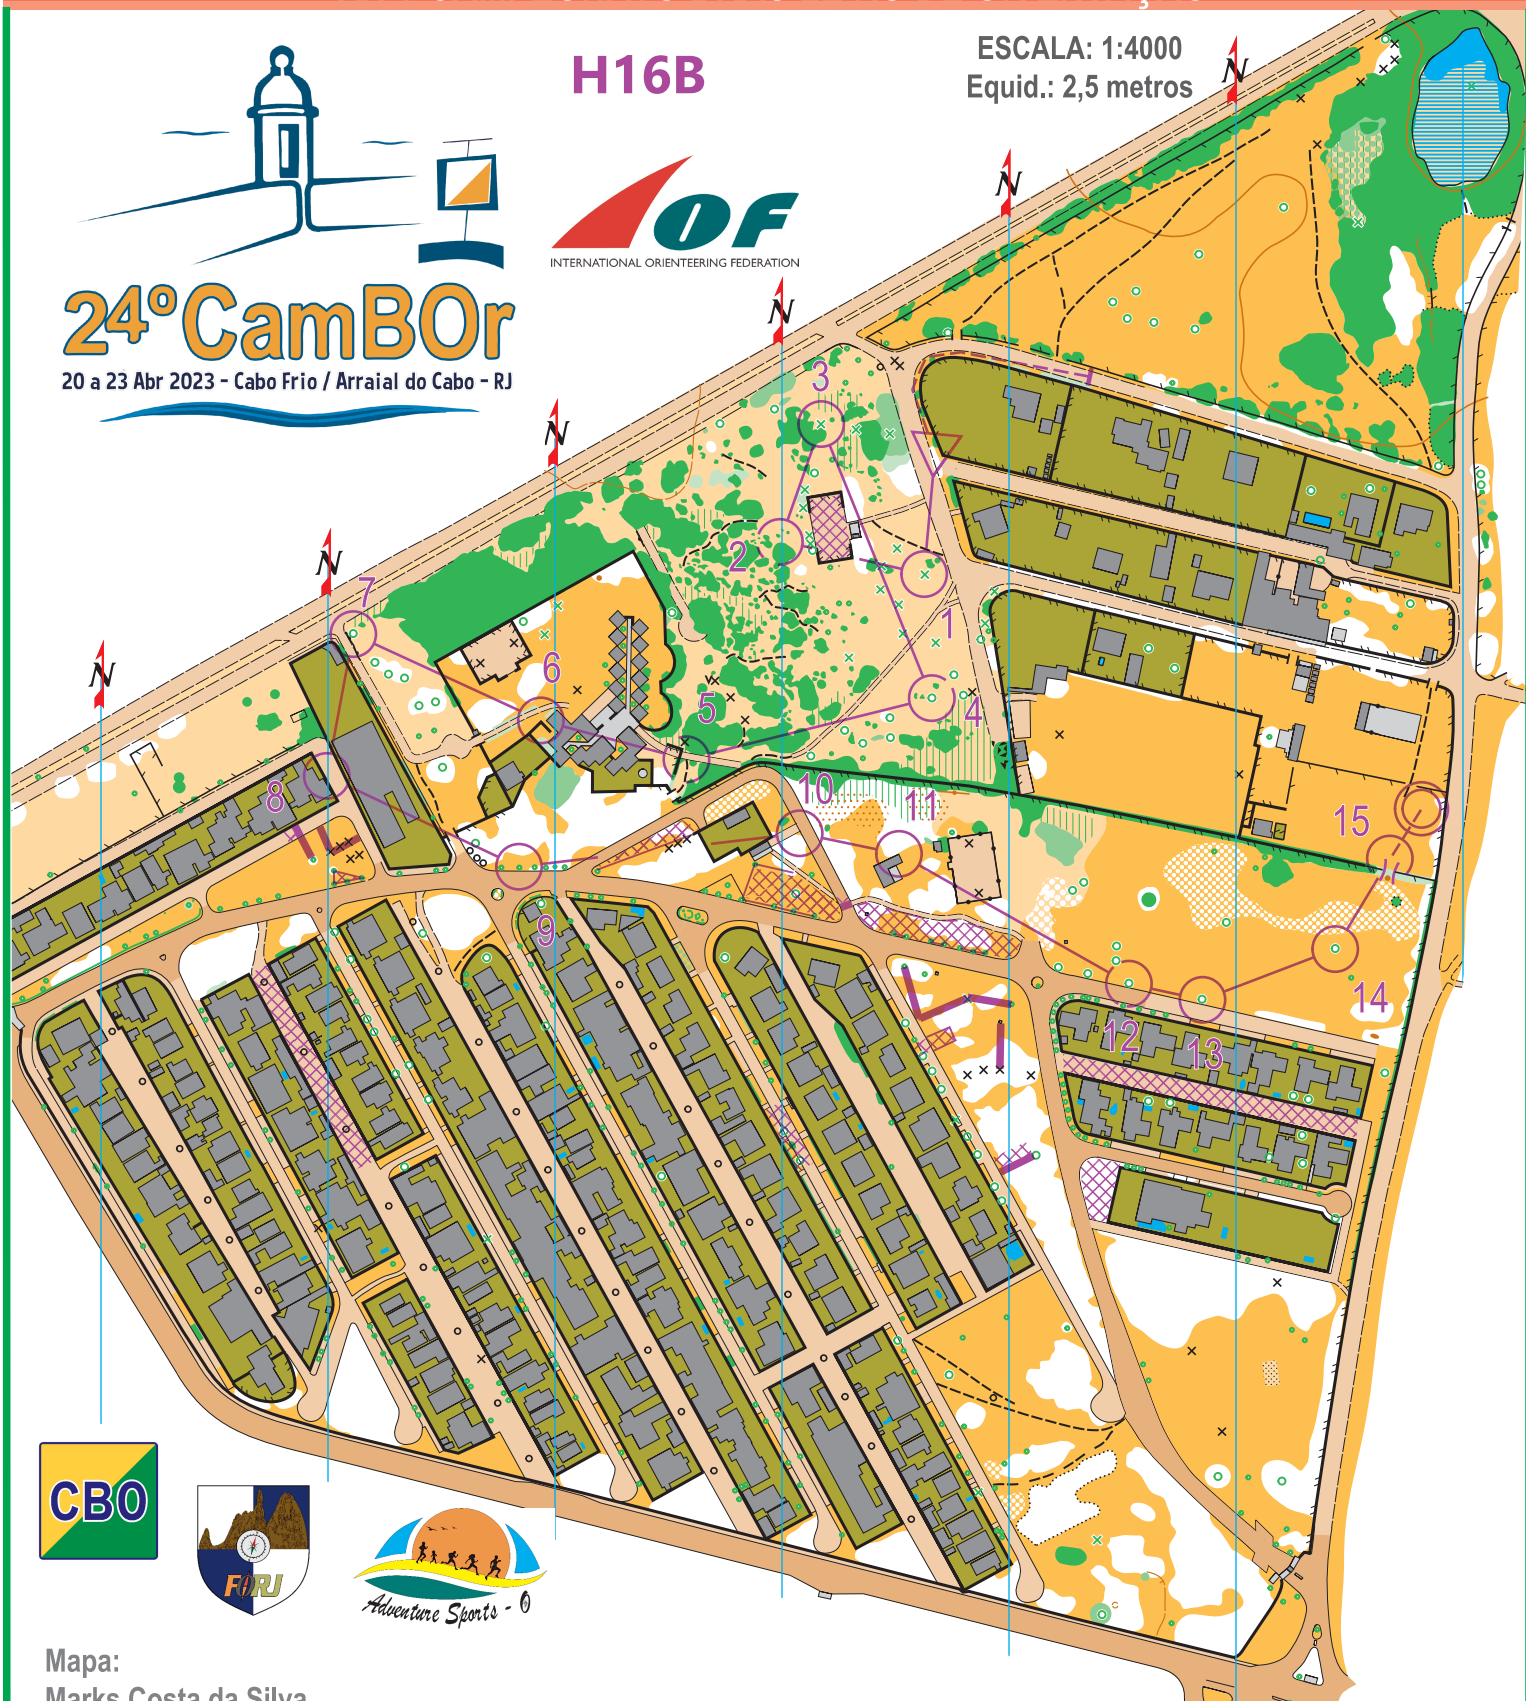 H16B
ESCALA: 1:4000
Equid.: 2,5 metros
N
N
N
N
N
N
N
IOF
INTERNATIONAL ORIENTEERING FEDERATION
24ºCamBOr
20 a 23 Abr 2023 - Cabo Frio / Arraial do Cabo - RJ
3
2
1
7
6
5
4
8
10
11
15
9
14
12
13
CBO
FORJ
Adventure Sports - O
Mapa:
Marks Costa da Silva